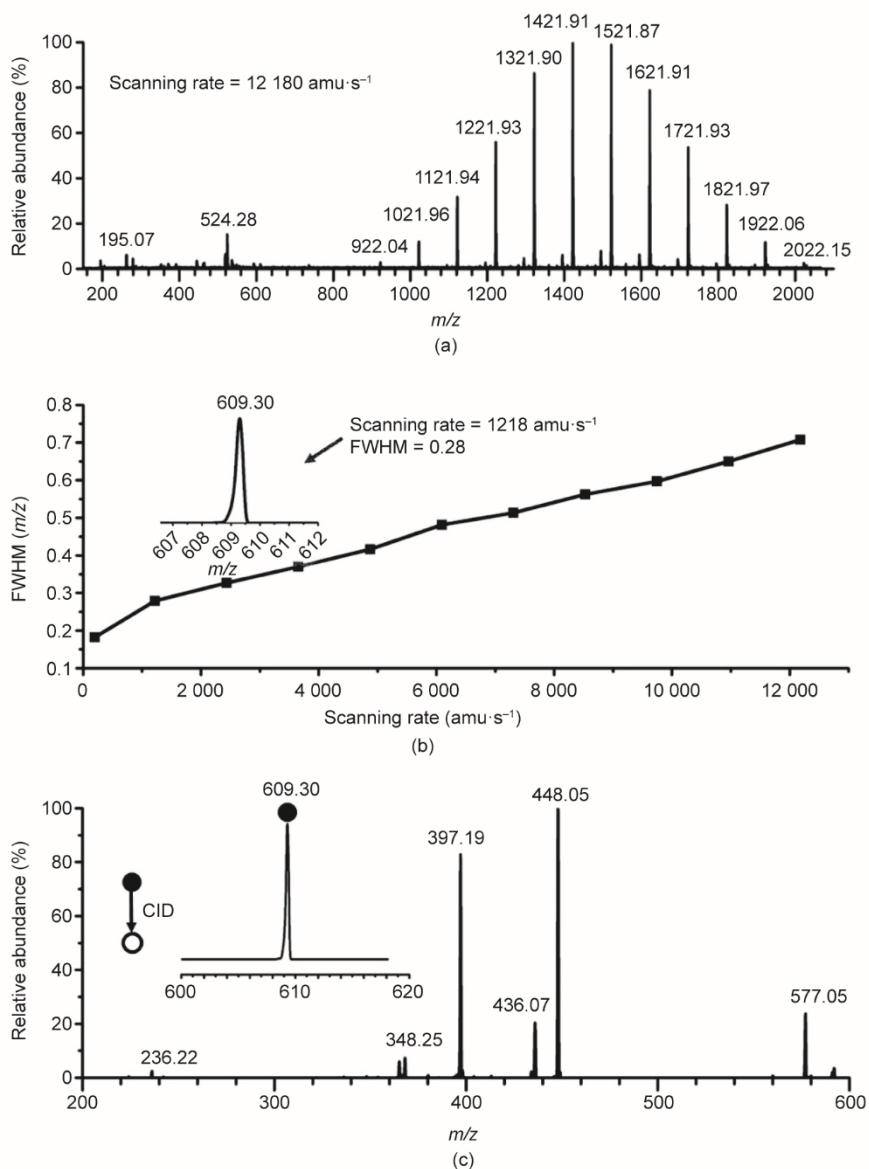 1421.91
1521.87
100
1321.90
Scanning rate = 12 180 amu·s⁻¹
1621.91
80
1221.93
1721.93
60
1121.94
40
1821.97
1021.96
524.28
1922.06
20
195.07
922.04
2022.15
0
Relative abundance (%)
200 400 600 800 1000 1200 1400 1600 1800 2000
m/z
(a)
0.8
609.30
Scanning rate = 1218 amu·s⁻¹
0.7
FWHM = 0.28
0.6
0.5
607 608 609 610 611 612
0.4
m/z
0.3
0.2
0.1
FWHM (m/z)
0 2 000 4 000 6 000 8 000 10 000 12 000
Scanning rate (amu·s⁻¹)
(b)
609.30
448.05
100
397.19
80
CID
60
40
600 610 620
436.07
577.05
20
348.25
236.22
0
Relative abundance (%)
200 300 400 500 600
m/z
(c)